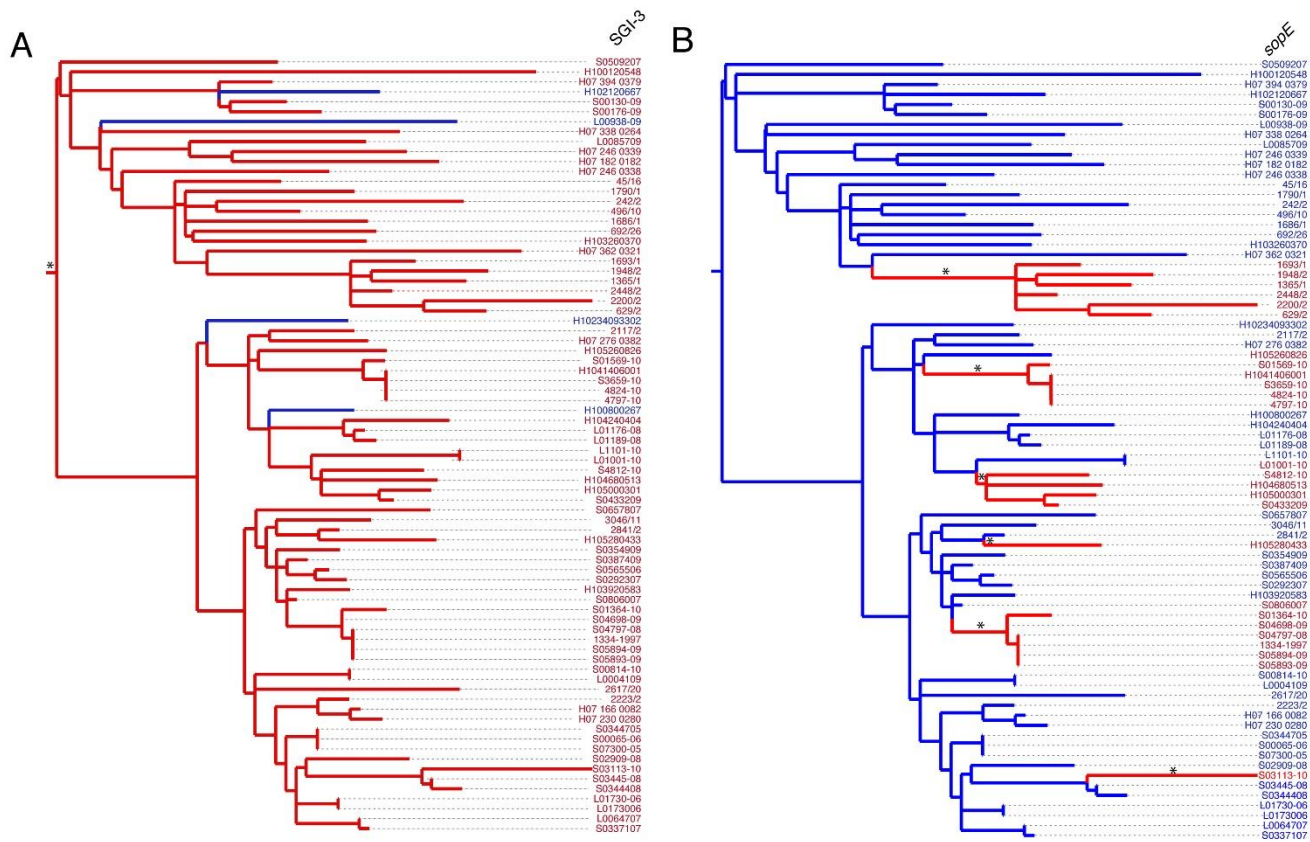 A
SGI-3
S0509207
H100120548
H07 394 0379
H102120667
S00130-09
S00176-09
L00938-09
H07 338 0264
L0085709
H07 246 0339
H07 182 0182
H07 246 0338
45/16
1790/1
242/2
496/10
1686/1
692/26
H103260370
H07 362 0321
1693/1
1948/2
1365/1
2448/2
2200/2
629/2
H10234093302
2117/2
H07 276 0382
H105260826
S01569-10
H1041406001
S3659-10
4824-10
4797-10
H100800267
H104240404
L01176-08
L01189-08
L1101-10
L01001-10
S4812-10
H104680513
H105000301
S0433209
S0657807
3046/11
2841/2
H105280433
S0354909
S0387409
S0565506
S0292307
H103920583
S0806007
S01364-10
S04698-09
S04797-08
1334-1997
S05894-09
S05893-09
S00814-10
L0004109
2617/20
2223/2
H07 166 0082
H07 230 0280
S0344705
S00065-06
S07300-05
S02909-08
S03113-10
S03445-08
S0344408
L01730-06
L0173006
L0064707
S0337107
*
B
sopE
S0509207
H100120548
H07 394 0379
H102120667
S00130-09
S00176-09
L00938-09
H07 338 0264
L0085709
H07 246 0339
H07 182 0182
H07 246 0338
45/16
1790/1
242/2
496/10
1686/1
692/26
H103260370
H07 362 0321
1693/1
1948/2
1365/1
2448/2
2200/2
629/2
H10234093302
2117/2
H07 276 0382
H105260826
S01569-10
H1041406001
S3659-10
4824-10
4797-10
H100800267
H104240404
L01176-08
L01189-08
L1101-10
L01001-10
S4812-10
H104680513
H105000301
S0433209
S0657807
3046/11
2841/2
H105280433
S0354909
S0387409
S0565506
S0292307
H103920583
S0806007
S01364-10
S04698-09
S04797-08
1334-1997
S05894-09
S05893-09
S00814-10
L0004109
2617/20
2223/2
H07 166 0082
H07 230 0280
S0344705
S00065-06
S07300-05
S02909-08
S03113-10
S03445-08
S0344408
L01730-06
L0173006
L0064707
S0337107
*
*
*
*
*
*